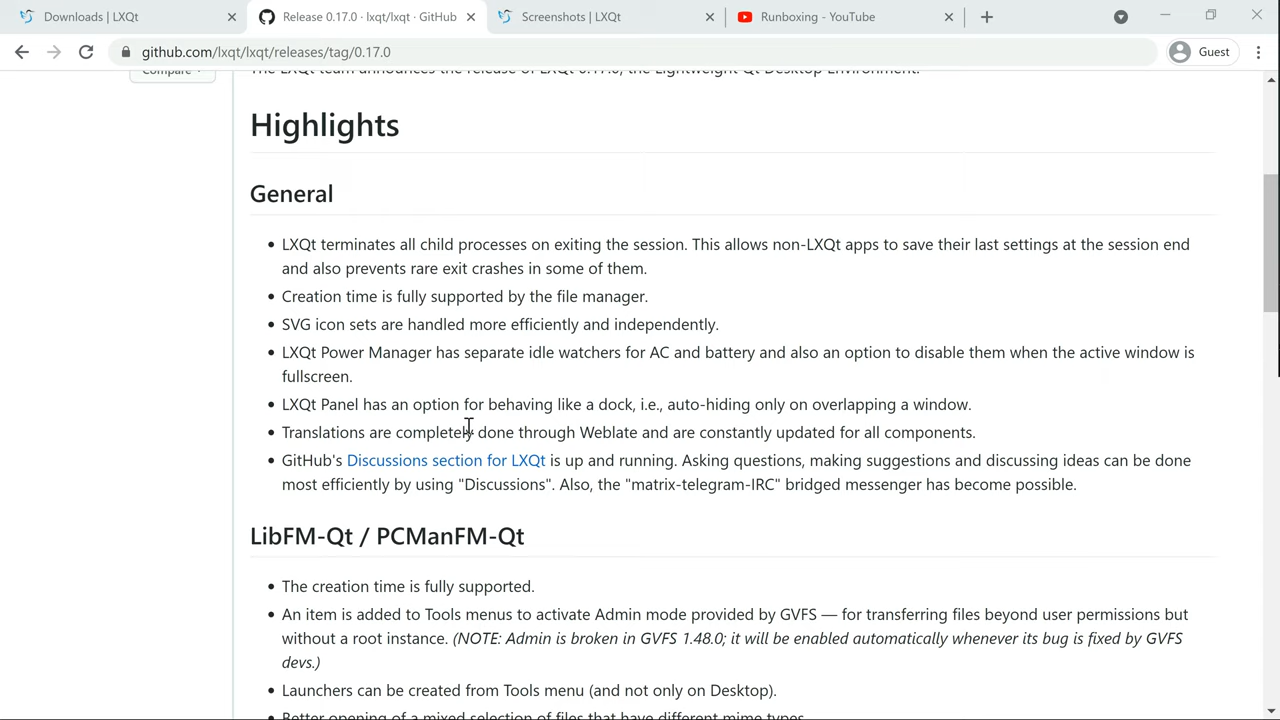 Downloads | LXQt
Release 0.17.0 · lxqt/lxqt · GitHub
Screenshots | LXQt
Runboxing - YouTube
github.com/lxqt/lxqt/releases/tag/0.17.0
Guest
Compare
The LXQt team announces the release of LXQt 0.17.0, the Lightweight Qt Desktop Environment.
Highlights
General
• LXQt terminates all child processes on exiting the session. This allows non-LXQt apps to save their last settings at the session end
and also prevents rare exit crashes in some of them.
• Creation time is fully supported by the file manager.
• SVG icon sets are handled more efficiently and independently.
• LXQt Power Manager has separate idle watchers for AC and battery and also an option to disable them when the active window is
fullscreen.
• LXQt Panel has an option for behaving like a dock, i.e., auto-hiding only on overlapping a window.
• Translations are completely done through Weblate and are constantly updated for all components.
• GitHub's Discussions section for LXQt is up and running. Asking questions, making suggestions and discussing ideas can be done
most efficiently by using "Discussions". Also, the "matrix-telegram-IRC" bridged messenger has become possible.
LibFM-Qt / PCManFM-Qt
• The creation time is fully supported.
• An item is added to Tools menus to activate Admin mode provided by GVFS — for transferring files beyond user permissions but
without a root instance. (NOTE: Admin is broken in GVFS 1.48.0; it will be enabled automatically whenever its bug is fixed by GVFS
devs.)
• Launchers can be created from Tools menu (and not only on Desktop).
• Better opening of a mixed selection of files that have different mime types.